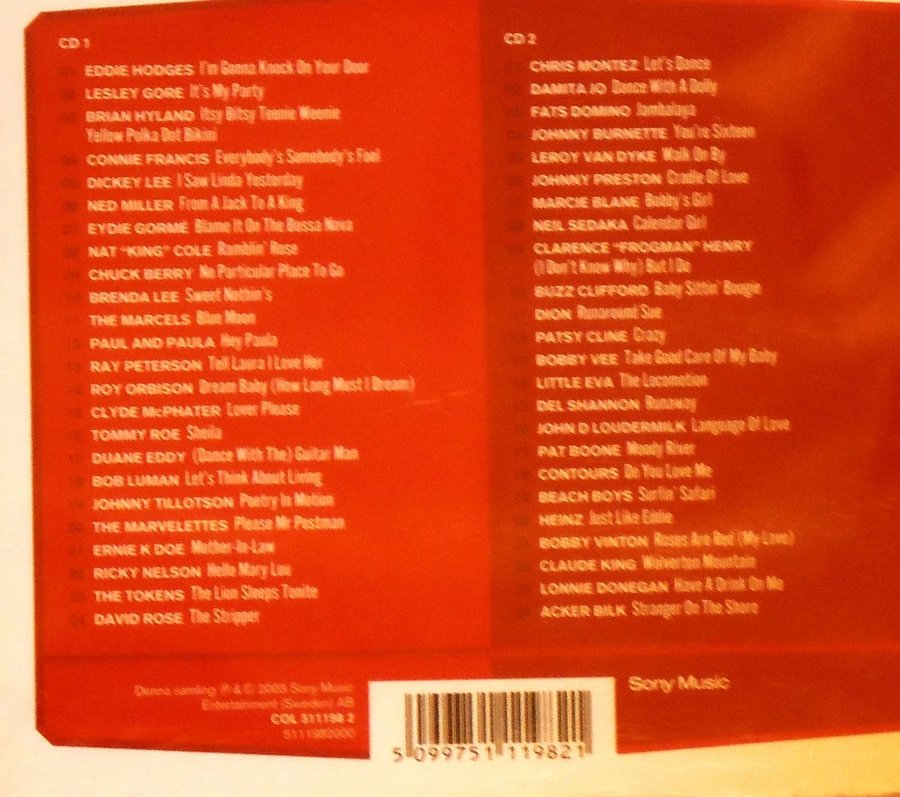 CD 1
EDDIE HODGES I'm Gonna Knock On Your Door
LESLEY GORE It's My Party
BRIAN HYLAND Itsy Bitsy Teenie Weenie
Yellow Polka Dot Bikini
CONNIE FRANCIS Everybody's Somebody's Fool
DICKEY LEE I Saw Linda Yesterday
NED MILLER From A Jack To A King
EYDIE GORMÉ Blame It On The Bossa Nova
NAT "KING" COLE Ramblin' Rose
CHUCK BERRY No Particular Place To Go
BRENDA LEE Sweet Nothin's
THE MARCELS Blue Moon
PAUL AND PAULA Hey Paula
RAY PETERSON Tell Laura I Love Her
ROY ORBISON Dream Baby (How Long Must I Dream)
CLYDE McPHATER Lover Please
TOMMY ROE Sheila
DUANE EDDY (Dance With The) Guitar Man
BOB LUMAN Let's Think About Living
JOHNNY TILLOTSON Poetry In Motion
THE MARVELETTES Please Mr Postman
ERNIE K DOE Mother-In-Law
RICKY NELSON Hello Mary Lou
THE TOKENS The Lion Sleeps Tonite
DAVID ROSE The Stripper
CD 2
CHRIS MONTEZ Let's Dance
DAMITA JO Dance With A Dolly
FATS DOMINO Jambalaya
JOHNNY BURNETTE You're Sixteen
LEROY VAN DYKE Walk On By
JOHNNY PRESTON Cradle Of Love
MARCIE BLANE Bobby's Girl
NEIL SEDAKA Calendar Girl
CLARENCE "FROGMAN" HENRY
(I Don't Know Why) But I Do
BUZZ CLIFFORD Baby Sittin' Boogie
DION Runaround Sue
PATSY CLINE Crazy
BOBBY VEE Take Good Care Of My Baby
LITTLE EVA The Locomotion
DEL SHANNON Runaway
JOHN D LOUDERMILK Language Of Love
PAT BOONE Moody River
CONTOURS Do You Love Me
BEACH BOYS Surfin' Safari
HEINZ Just Like Eddie
BOBBY VINTON Roses Are Red (My Love)
CLAUDE KING Wolverton Mountain
LONNIE DONEGAN Have A Drink On Me
ACKER BILK Stranger On The Shore
Denna samling ℗ & © 2003 Sony Music
Entertainment (Sweden) AB
COL 511198 2
5111982000
5 099751 119821
Sony Music